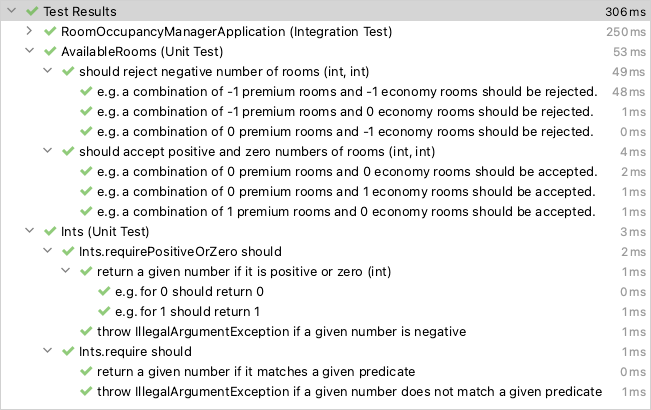 Test Results 306 ms
RoomOccupancyManagerApplication (Integration Test) 250 ms
AvailableRooms (Unit Test) 53 ms
should reject negative number of rooms (int, int) 49 ms
e.g. a combination of -1 premium rooms and -1 economy rooms should be rejected. 48 ms
e.g. a combination of -1 premium rooms and 0 economy rooms should be rejected. 1 ms
e.g. a combination of 0 premium rooms and -1 economy rooms should be rejected. 0 ms
should accept positive and zero numbers of rooms (int, int) 4 ms
e.g. a combination of 0 premium rooms and 0 economy rooms should be accepted. 2 ms
e.g. a combination of 0 premium rooms and 1 economy rooms should be accepted. 1 ms
e.g. a combination of 1 premium rooms and 0 economy rooms should be accepted. 1 ms
Ints (Unit Test) 3 ms
Ints.requirePositiveOrZero should 2 ms
return a given number if it is positive or zero (int) 1 ms
e.g. for 0 should return 0 0 ms
e.g. for 1 should return 1 1 ms
throw IllegalArgumentException if a given number is negative 1 ms
Ints.require should 1 ms
return a given number if it matches a given predicate 0 ms
throw IllegalArgumentException if a given number does not match a given predicate 1 ms